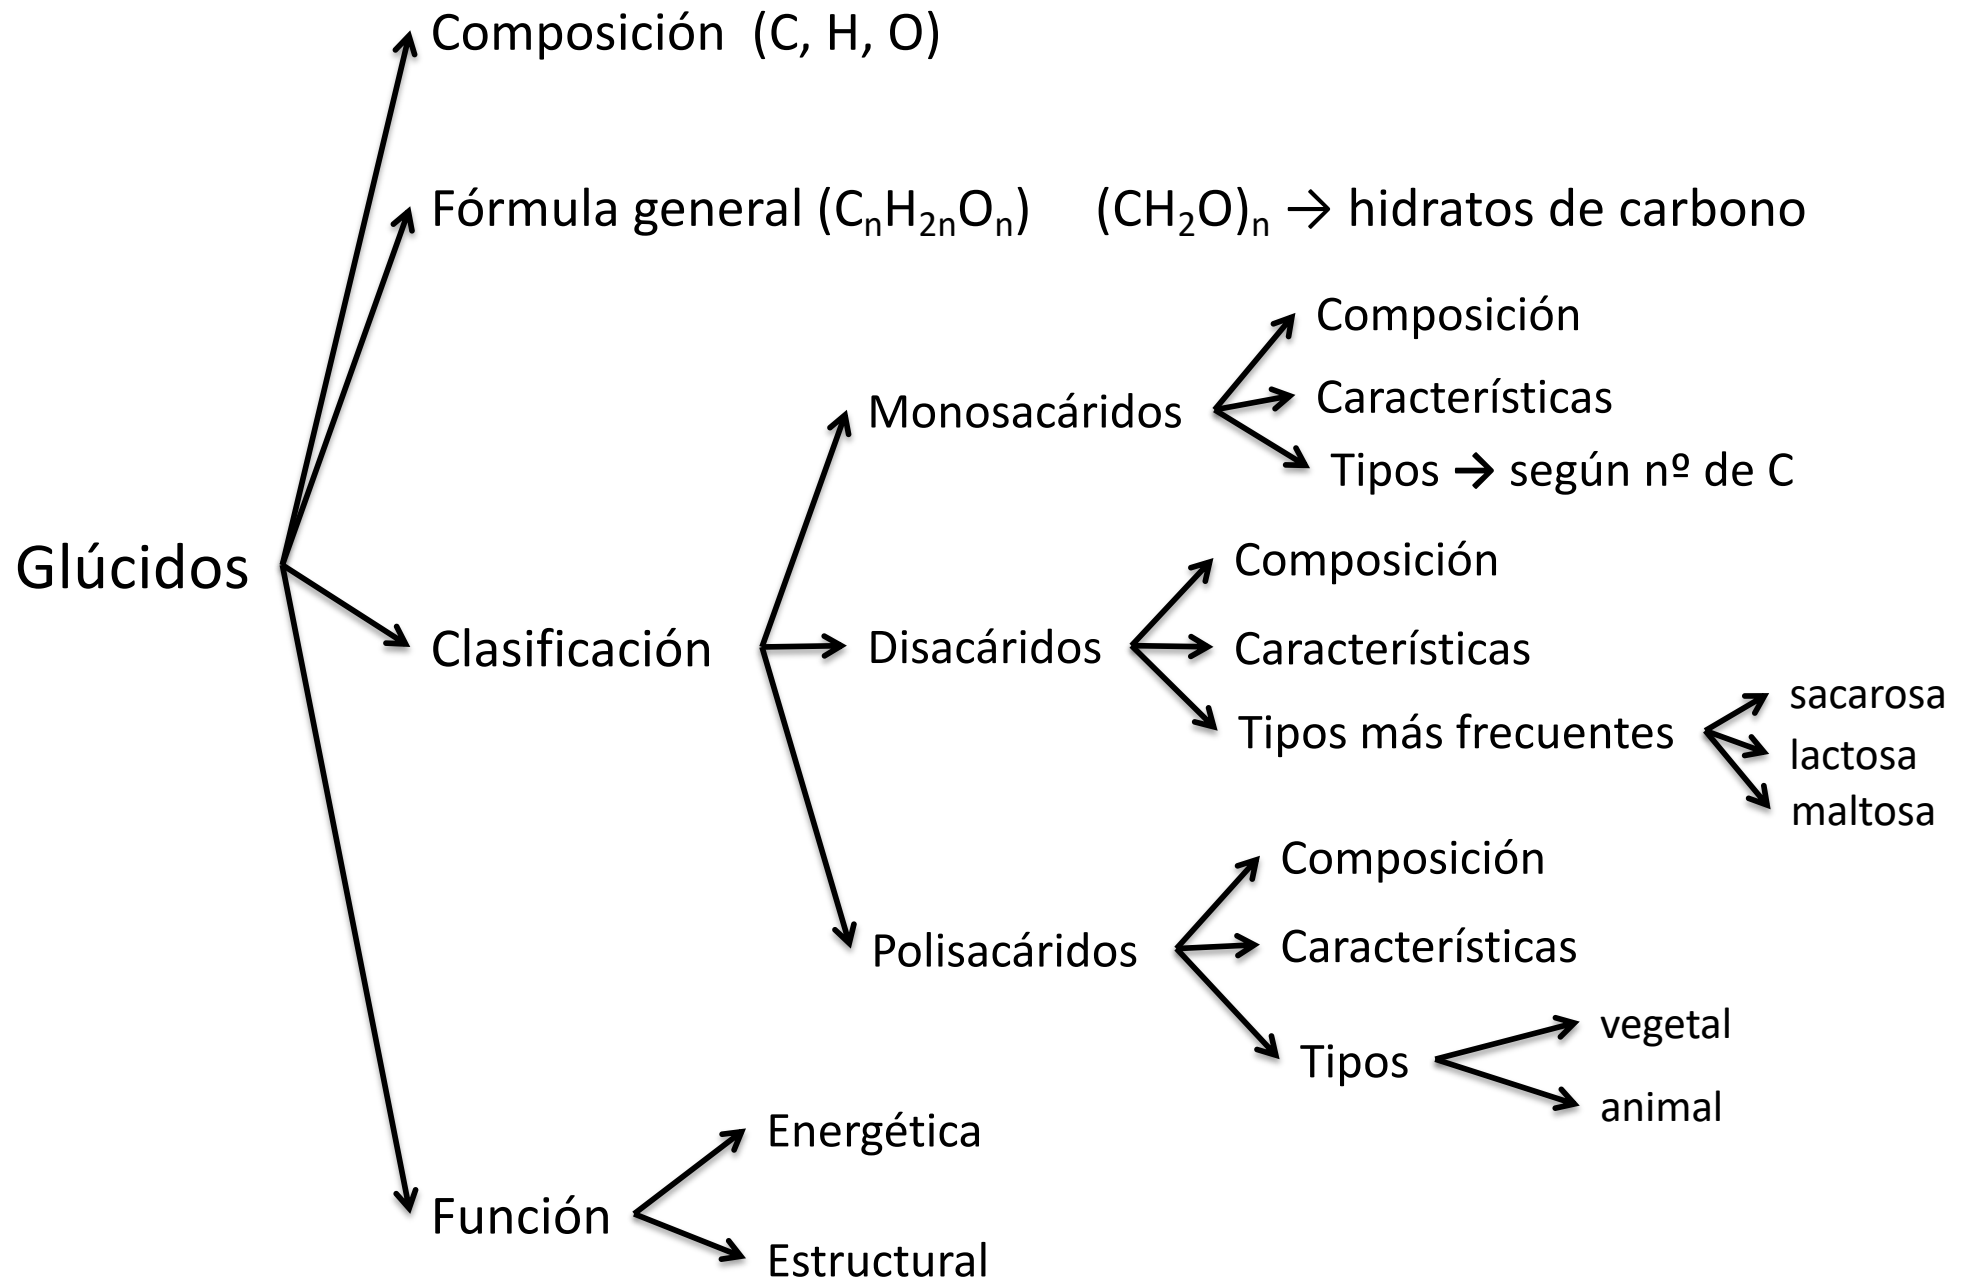 Composición (C, H, O)
Fórmula general (CₙH₂ₙOₙ) (CH₂O)ₙ → hidratos de carbono
Composición
Características
Monosacáridos
Tipos → según nº de C
Glúcidos
Composición
Clasificación
Disacáridos
Características
sacarosa
Tipos más frecuentes
lactosa
maltosa
Composición
Polisacáridos
Características
vegetal
Tipos
animal
Energética
Función
Estructural